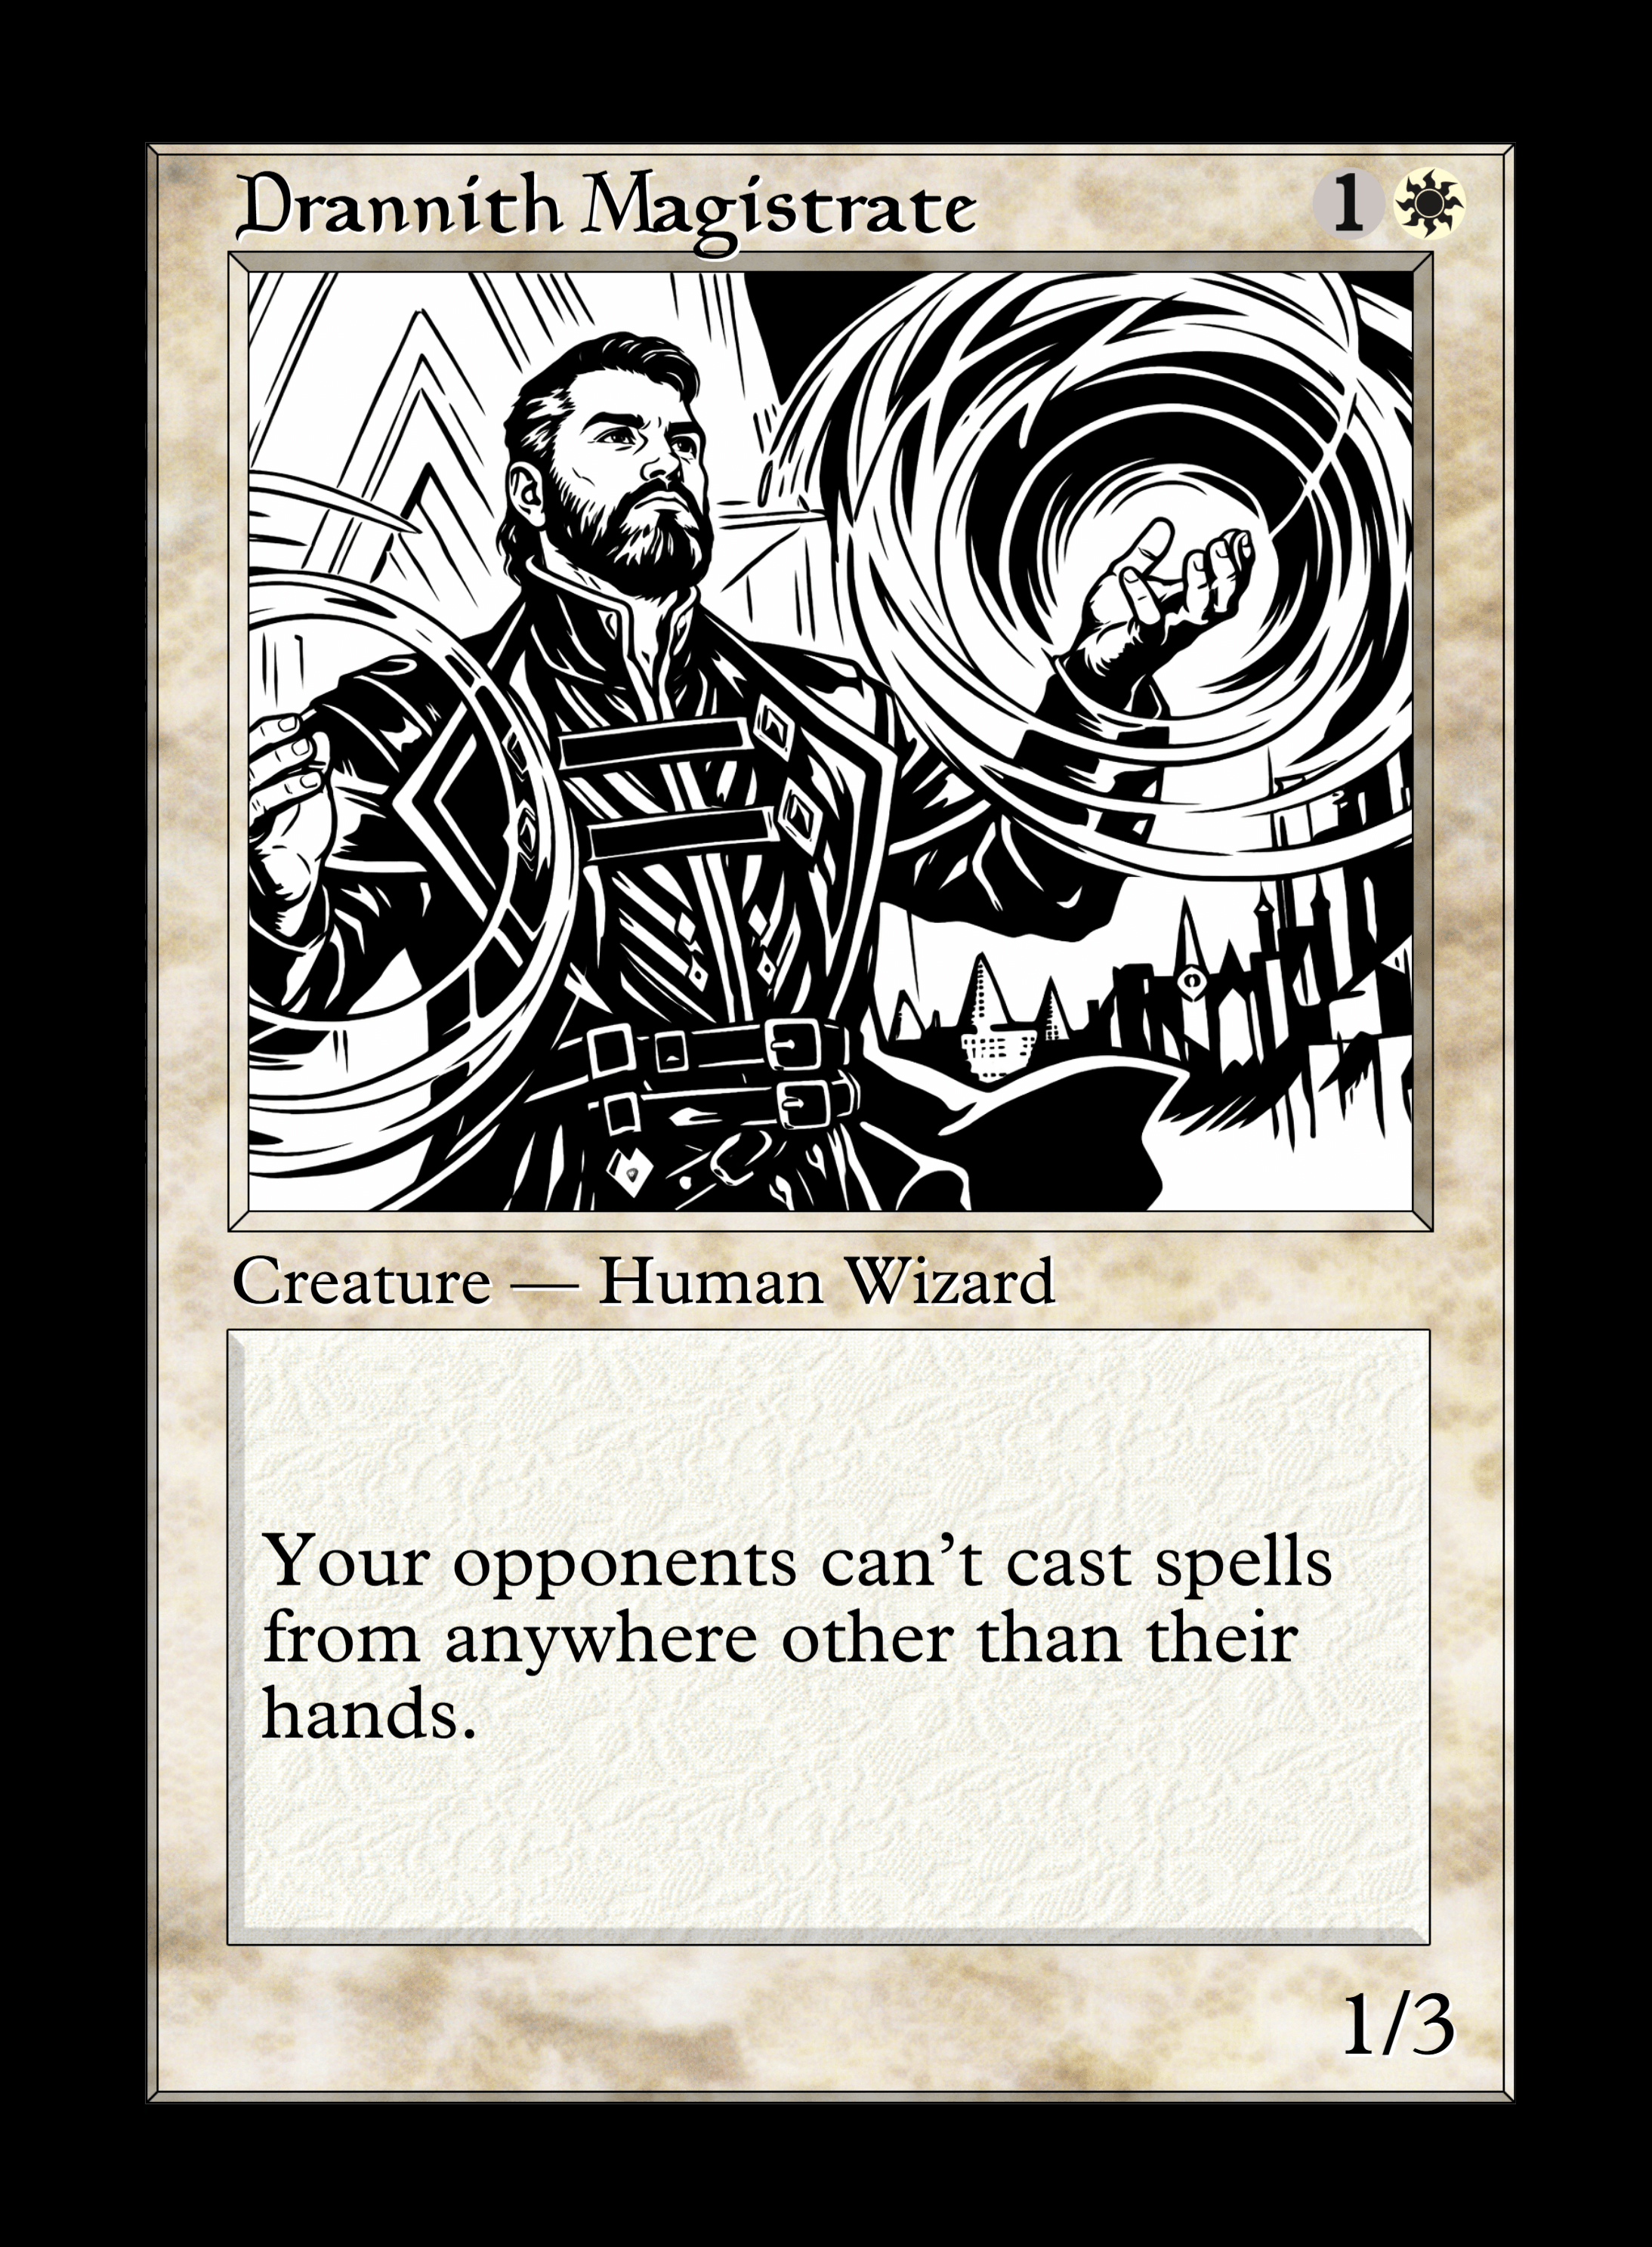 Drannith Magistrate 1
Creature — Human Wizard
Your opponents can’t cast spells
from anywhere other than their
hands.
1/3